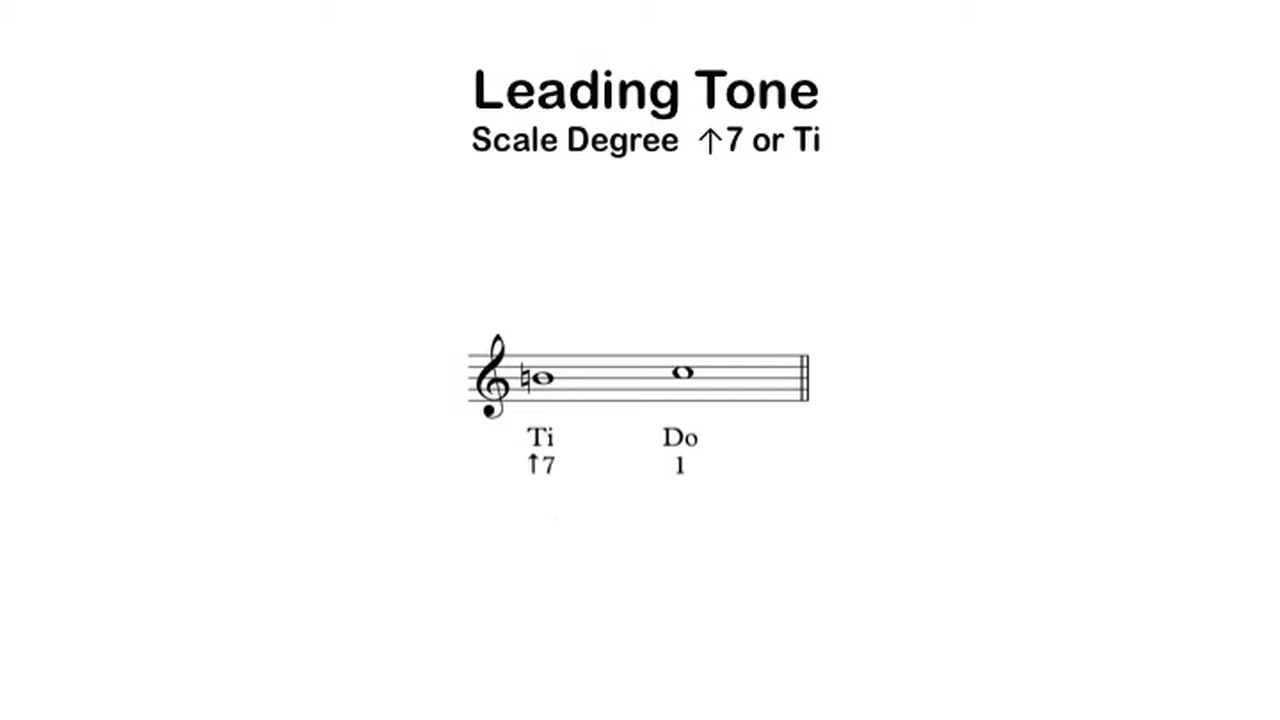 Leading Tone
Scale Degree ↑7 or Ti
Ti Do
↑7 1